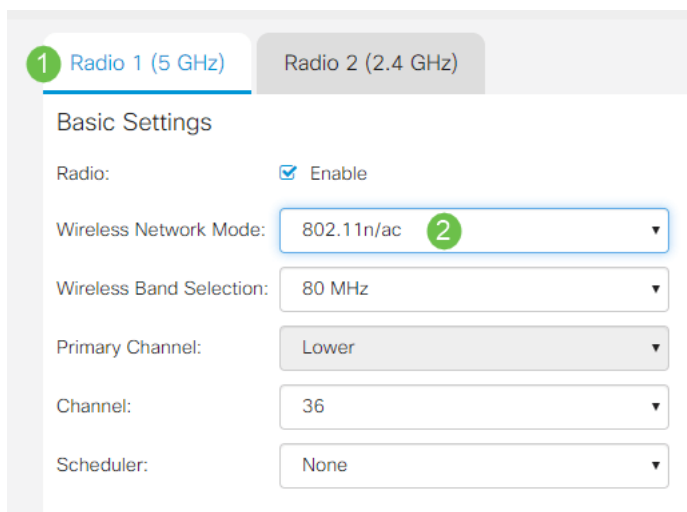 1 Radio 1 (5 GHz) Radio 2 (2.4 GHz)
Basic Settings
Radio: Enable
Wireless Network Mode: 802.11n/ac 2
Wireless Band Selection: 80 MHz
Primary Channel: Lower
Channel: 36
Scheduler: None